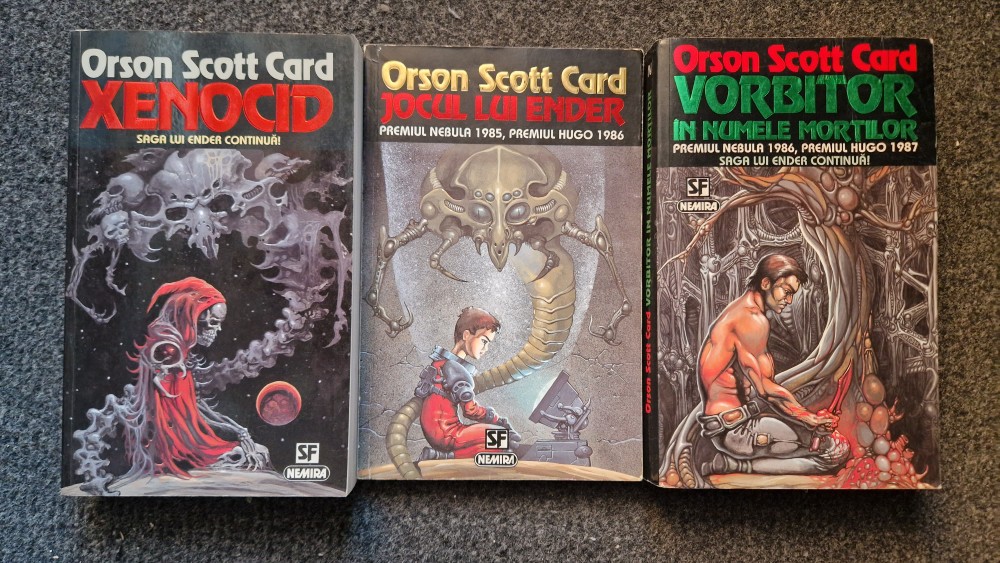 Orson Scott Card
XENOCID
SAGA LUI ENDER CONTINUĂ!
SF
NEMIRA
Orson Scott Card
JOCUL LUI ENDER
PREMIUL NEBULA 1985, PREMIUL HUGO 1986
SF
NEMIRA
Orson Scott Card VORBITOR IN NUMELE MORȚILOR
Orson Scott Card
VORBITOR
ÎN NUMELE MORȚILOR
PREMIUL NEBULA 1986, PREMIUL HUGO 1987
SAGA LUI ENDER CONTINUĂ!
SF
NEMIRA